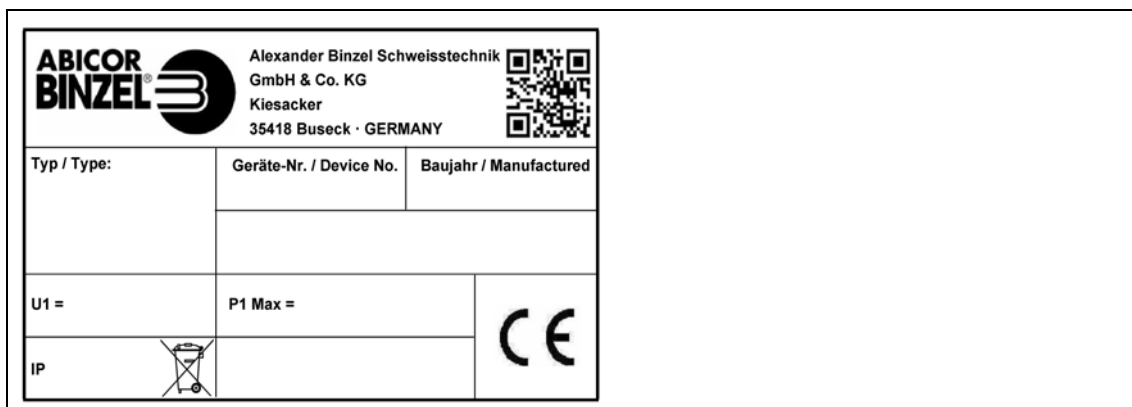 ABICOR
BINZEL®
Alexander Binzel Schweisstechnik
GmbH & Co. KG
Kiesacker
35418 Buseck · GERMANY
Typ / Type:
Geräte-Nr. / Device No.
Baujahr / Manufactured
U1 =
P1 Max =
IP
CE